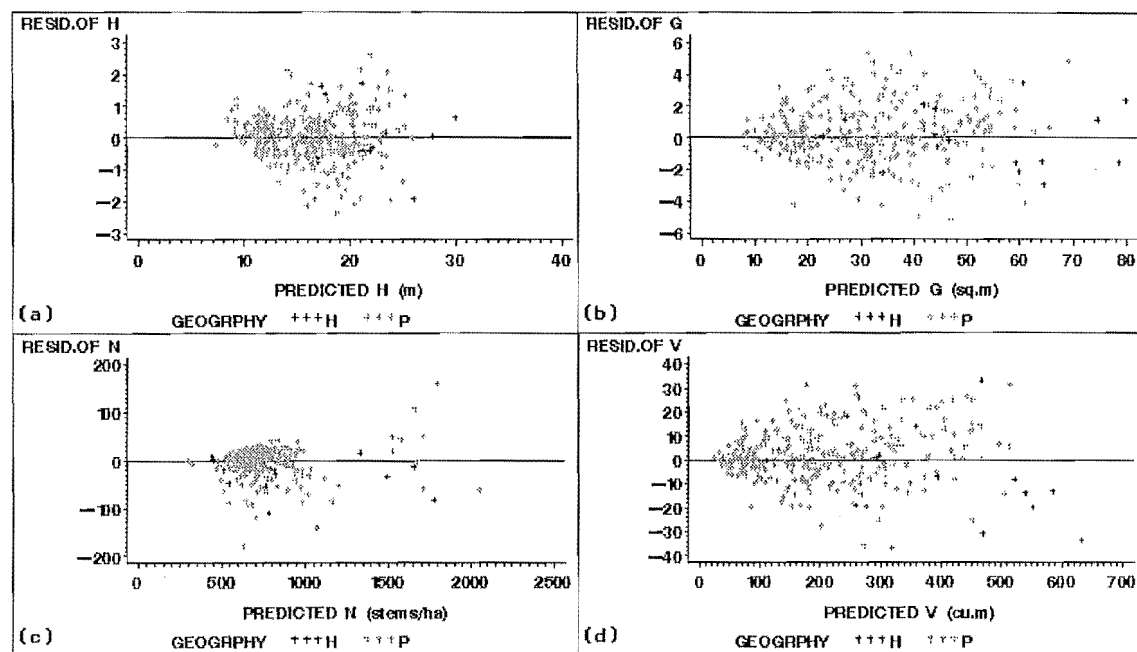 RESID.OF H
3
2
1
0
−1
−2
−3
0 10 20 30 40
PREDICTED H (m)
(a)
GEOGRPHY +++H +++P
RESID.OF G
6
4
2
0
−2
−4
−6
0 10 20 30 40 50 60 70 80
PREDICTED G (sq.m)
(b)
GEOGRPHY +++H +++P
RESID.OF N
200
100
0
−100
−200
0 500 1000 1500 2000 2500
PREDICTED N (stems/ha)
(c)
GEOGRPHY +++H +++P
RESID.OF V
40
30
20
10
0
−10
−20
−30
−40
0 100 200 300 400 500 600 700
PREDICTED V (cu.m)
(d)
GEOGRPHY +++H +++P